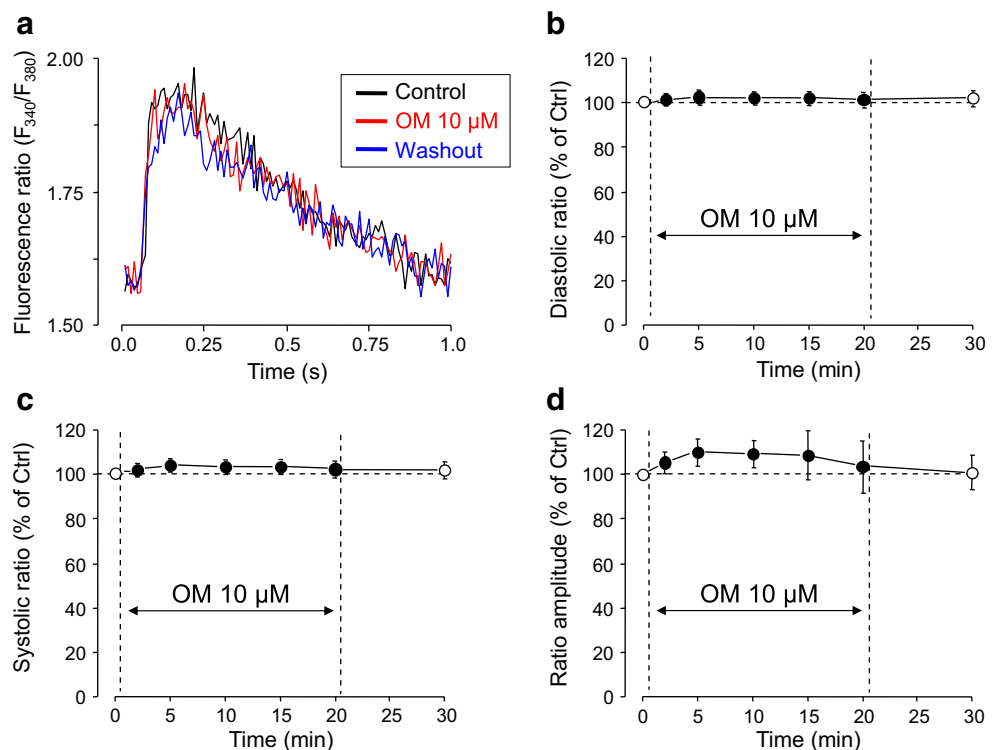 a
Fluorescence ratio (F340/F380)
2.00
1.75
1.50
0.0 0.25 0.5 0.75 1.0
Time (s)
Control
OM 10 µM
Washout
b
Diastolic ratio (% of Ctrl)
120
100
80
60
40
20
0
OM 10 µM
0 5 10 15 20 30
Time (min)
c
Systolic ratio (% of Ctrl)
120
100
80
60
40
20
0
OM 10 µM
0 5 10 15 20 30
Time (min)
d
Ratio amplitude (% of Ctrl)
120
100
80
60
40
20
0
OM 10 µM
0 5 10 15 20 30
Time (min)